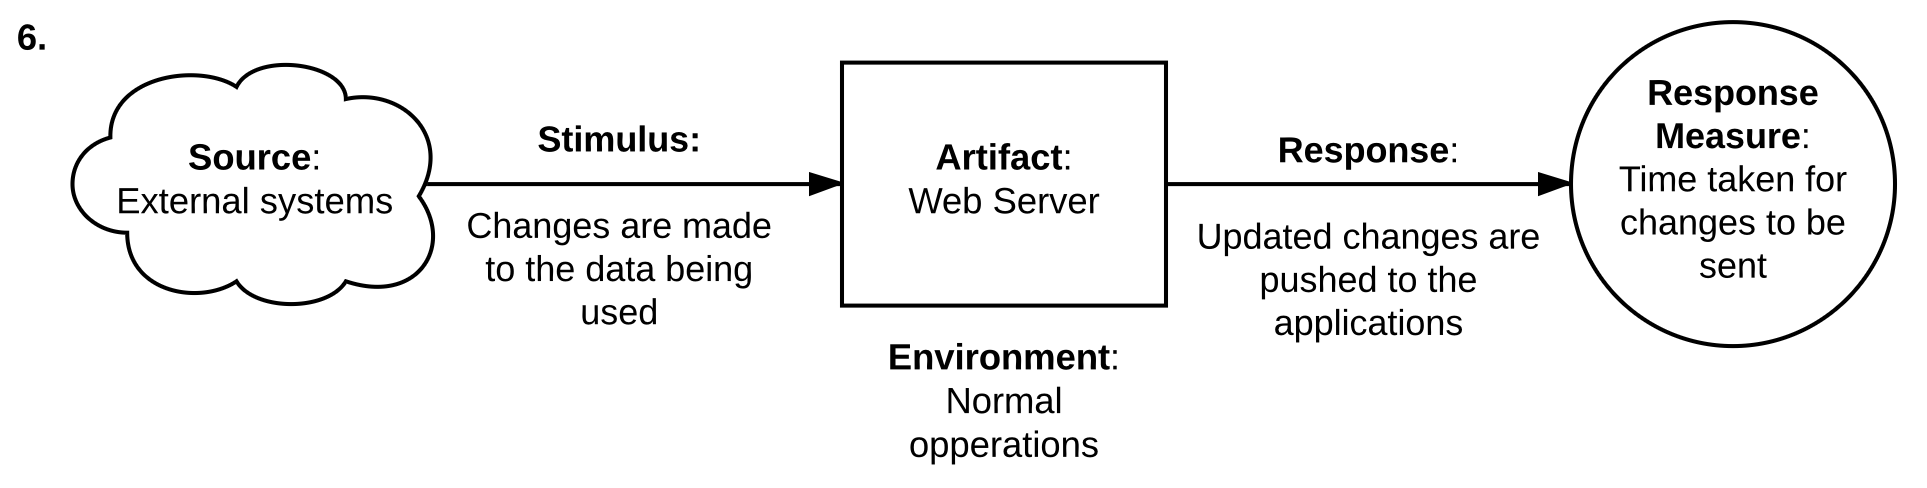 6.
Source:
External systems
Stimulus:
Changes are made
to the data being
used
Artifact:
Web Server
Environment:
Normal
opperations
Response:
Updated changes are
pushed to the
applications
Response
Measure:
Time taken for
changes to be
sent